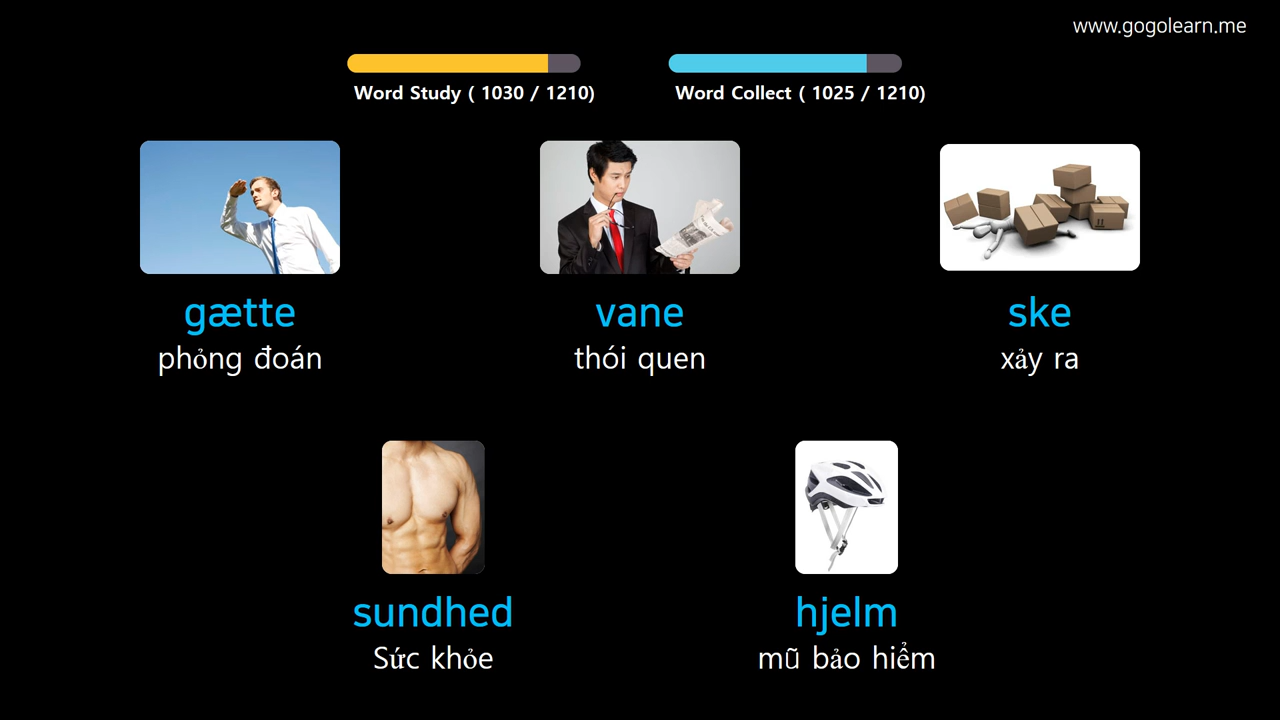 www.gogolearn.me
Word Study ( 1030 / 1210)
Word Collect ( 1025 / 1210)
gætte
phỏng đoán
vane
thói quen
ske
xảy ra
sundhed
Sức khỏe
hjelm
mũ bảo hiểm